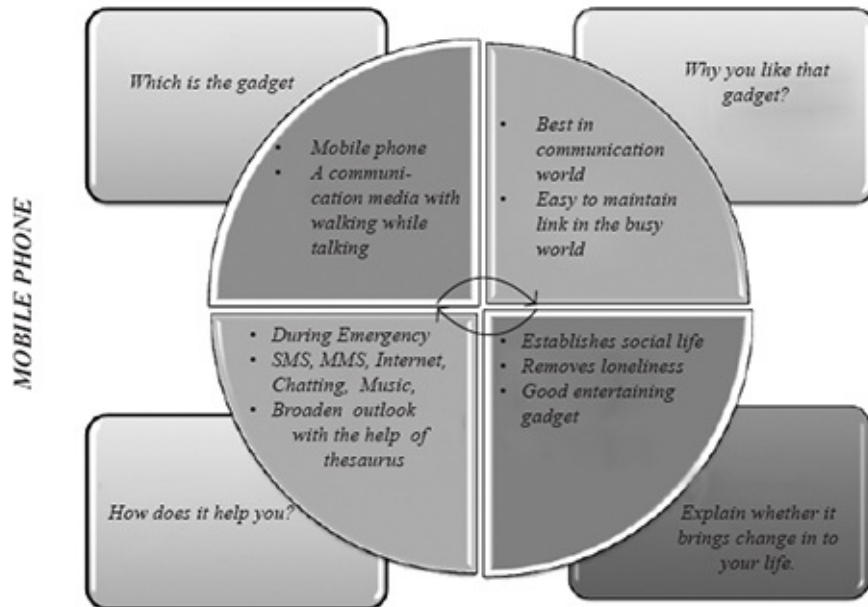 MOBILE PHONE
Which is the gadget
• Mobile phone
• A communi-
cation media with
walking while
talking
Why you like that
gadget?
• Best in
communication
world
• Easy to maintain
link in the busy
world
How does it help you?
• During Emergency
• SMS, MMS, Internet,
Chatting, Music,
• Broaden outlook
with the help of
thesaurus
• Establishes social life
• Removes loneliness
• Good entertaining
gadget
Explain whether it
brings change in to
your life.